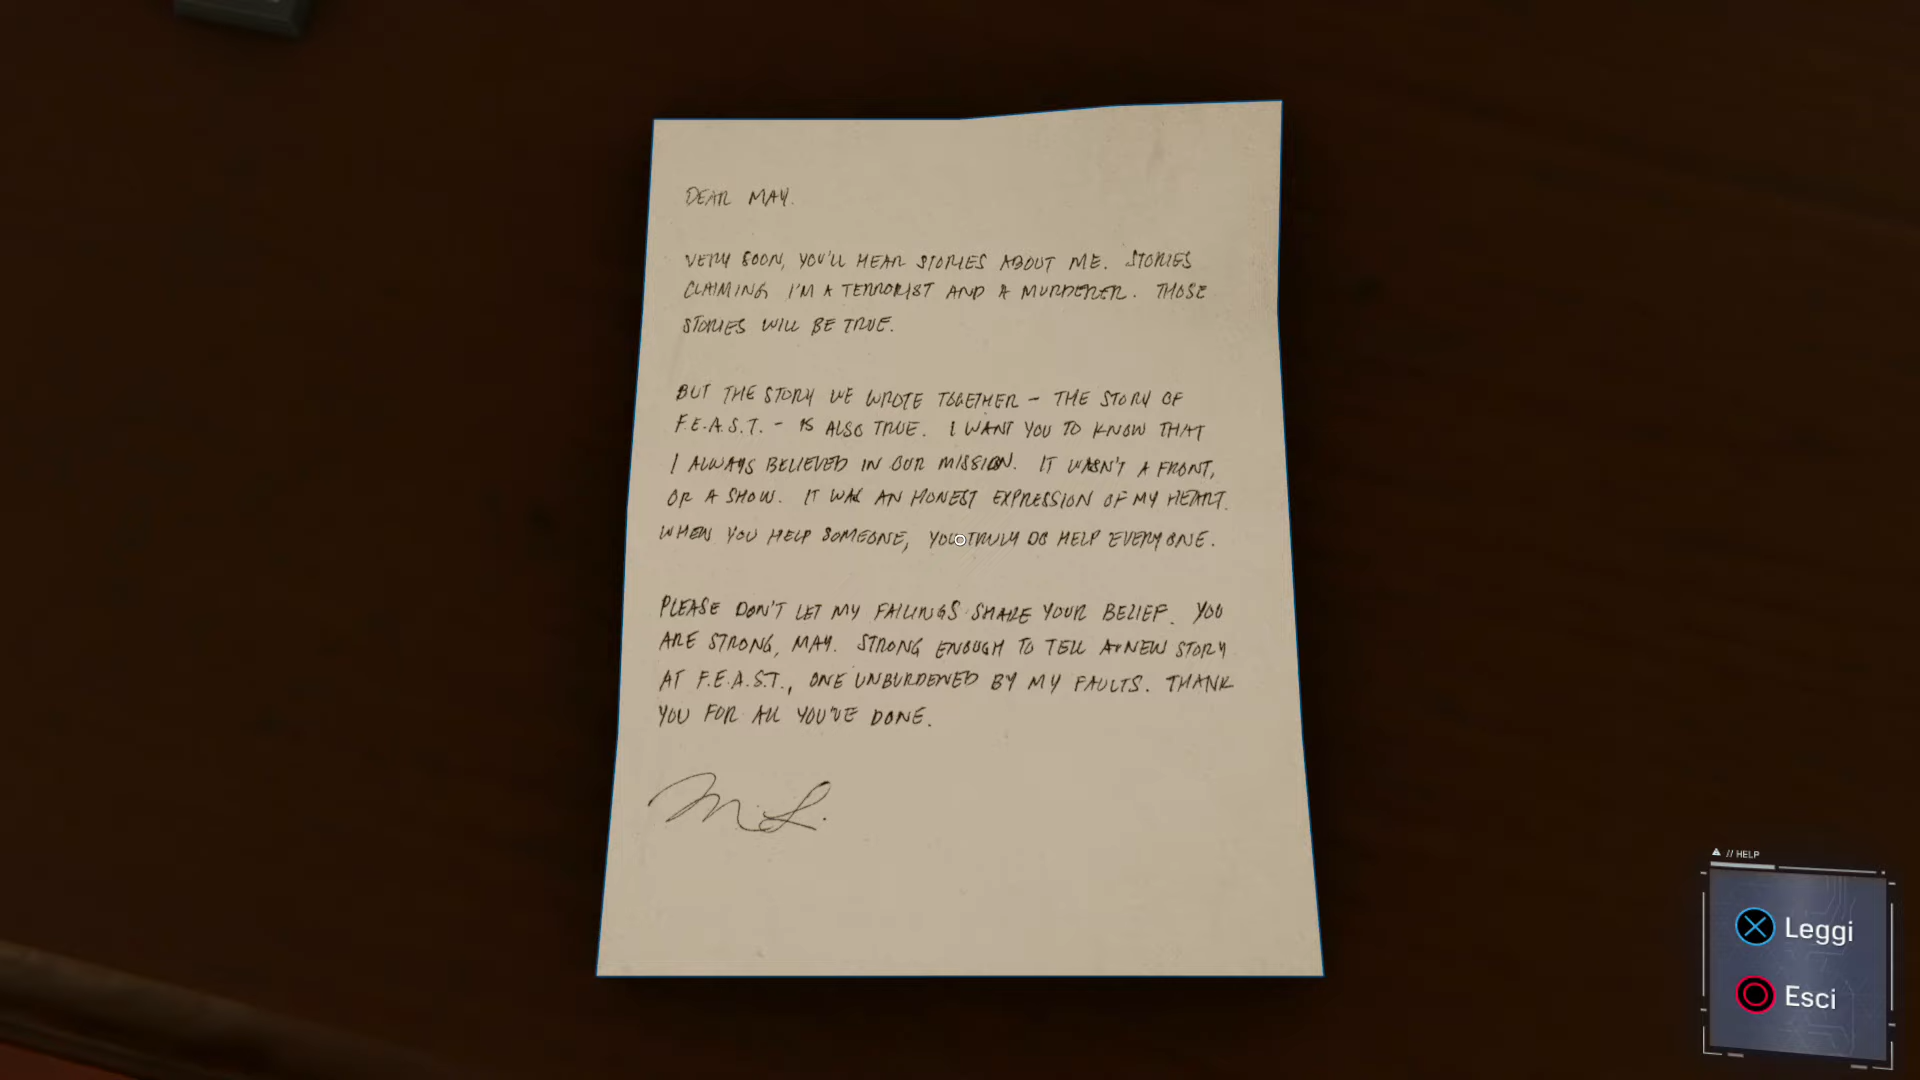 DEAR MAY.
VERY SOON, YOU'LL HEAR STORIES ABOUT ME. STORIES
CLAIMING I'M A TERRORIST AND A MURDERER. THOSE
STORIES WILL BE TRUE.
BUT THE STORY WE WROTE TOGETHER - THE STORY OF
F.E.A.S.T. - IS ALSO TRUE. I WANT YOU TO KNOW THAT
I ALWAYS BELIEVED IN OUR MISSION. IT WASN'T A FRONT,
OR A SHOW. IT WAS AN HONEST EXPRESSION OF MY HEART.
WHEN YOU HELP SOMEONE, YOU TRULY DO HELP EVERYONE.
PLEASE DON'T LET MY FAILINGS SHAKE YOUR BELIEF. YOU
ARE STRONG, MAY. STRONG ENOUGH TO TELL A NEW STORY
AT F.E.A.S.T., ONE UNBURDENED BY MY FAULTS. THANK
YOU FOR ALL YOU'VE DONE.
M L.
// HELP
Leggi
Esci